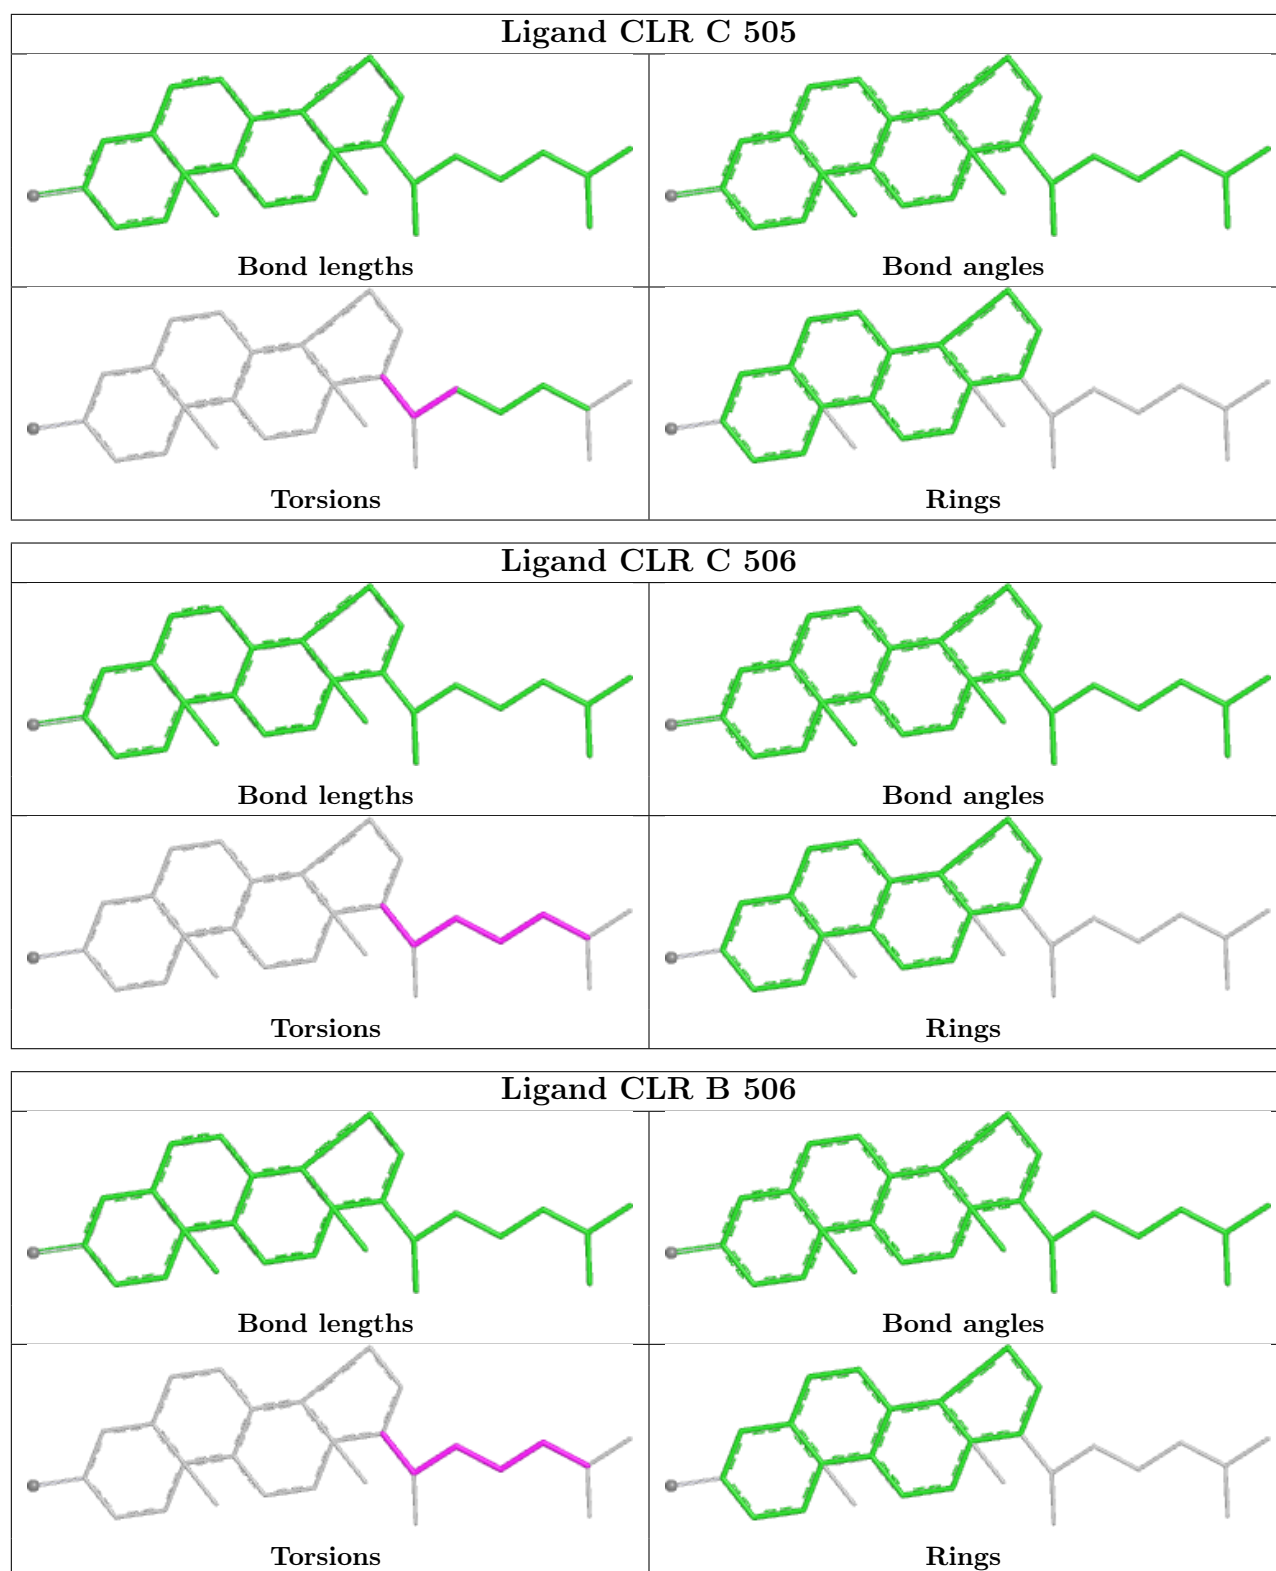 Ligand CLR C 505
Bond lengths
Bond angles
Torsions
Rings
Ligand CLR C 506
Bond lengths
Bond angles
Torsions
Rings
Ligand CLR B 506
Bond lengths
Bond angles
Torsions
Rings